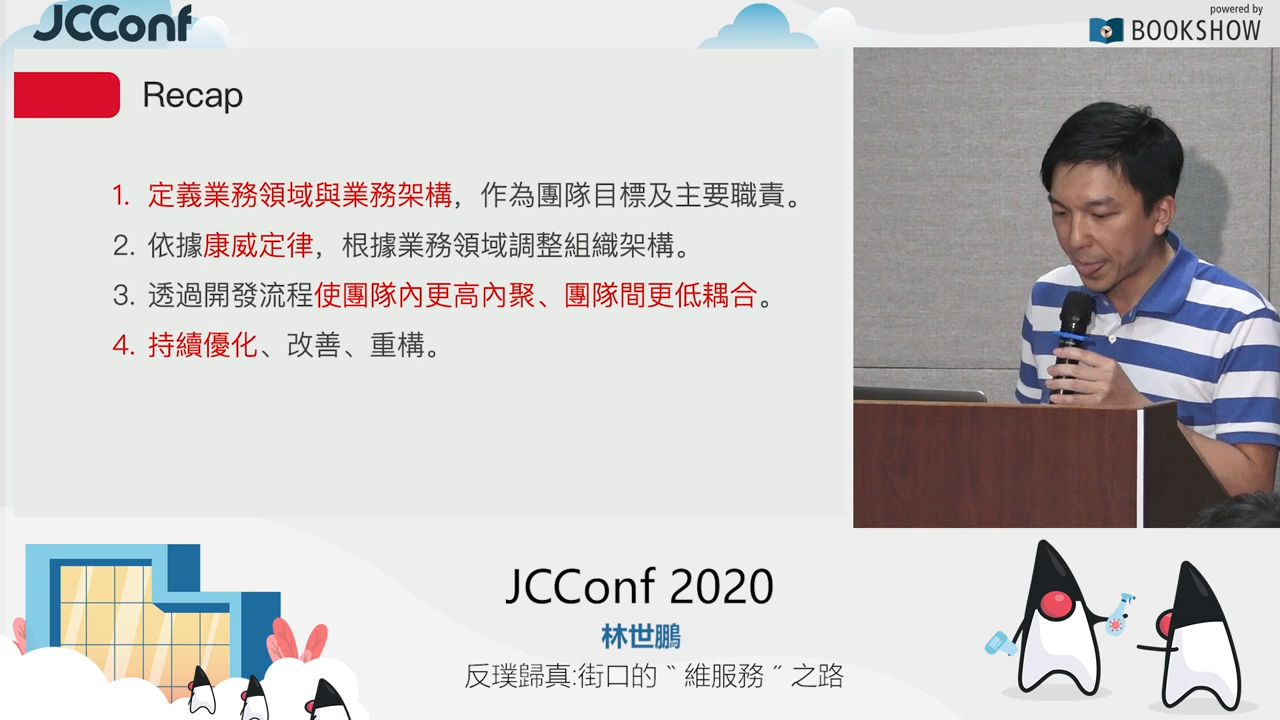 JCConf
powered by
BOOKSHOW
Recap
1. 定義業務領域與業務架構，作為團隊目標及主要職責。
2. 依據康威定律，根據業務領域調整組織架構。
3. 透過開發流程使團隊內更高內聚、團隊間更低耦合。
4. 持續優化、改善、重構。
JCConf 2020
林世鵬
反璞歸真:街口的〝維服務〞之路